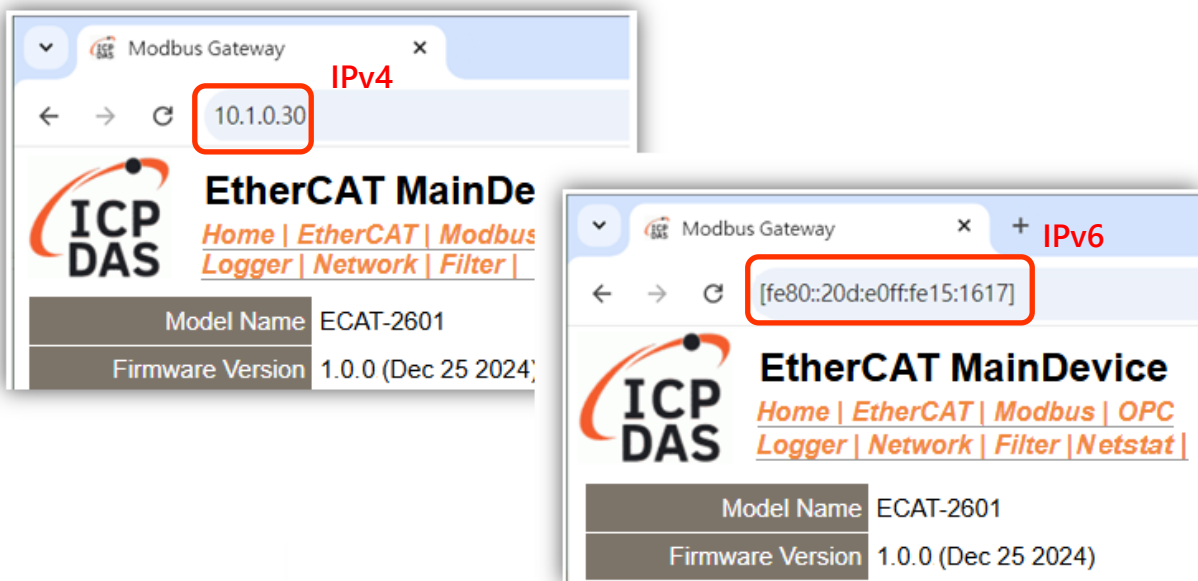 Modbus Gateway
IPv4
10.1.0.30
ICP
DAS
EtherCAT MainDe
Home | EtherCAT | Modbus
Logger | Network | Filter |
Model Name ECAT-2601
Firmware Version 1.0.0 (Dec 25 2024)
Modbus Gateway
IPv6
[fe80::20d:e0ff:fe15:1617]
ICP
DAS
EtherCAT MainDevice
Home | EtherCAT | Modbus | OPC
Logger | Network | Filter |Netstat |
Model Name ECAT-2601
Firmware Version 1.0.0 (Dec 25 2024)